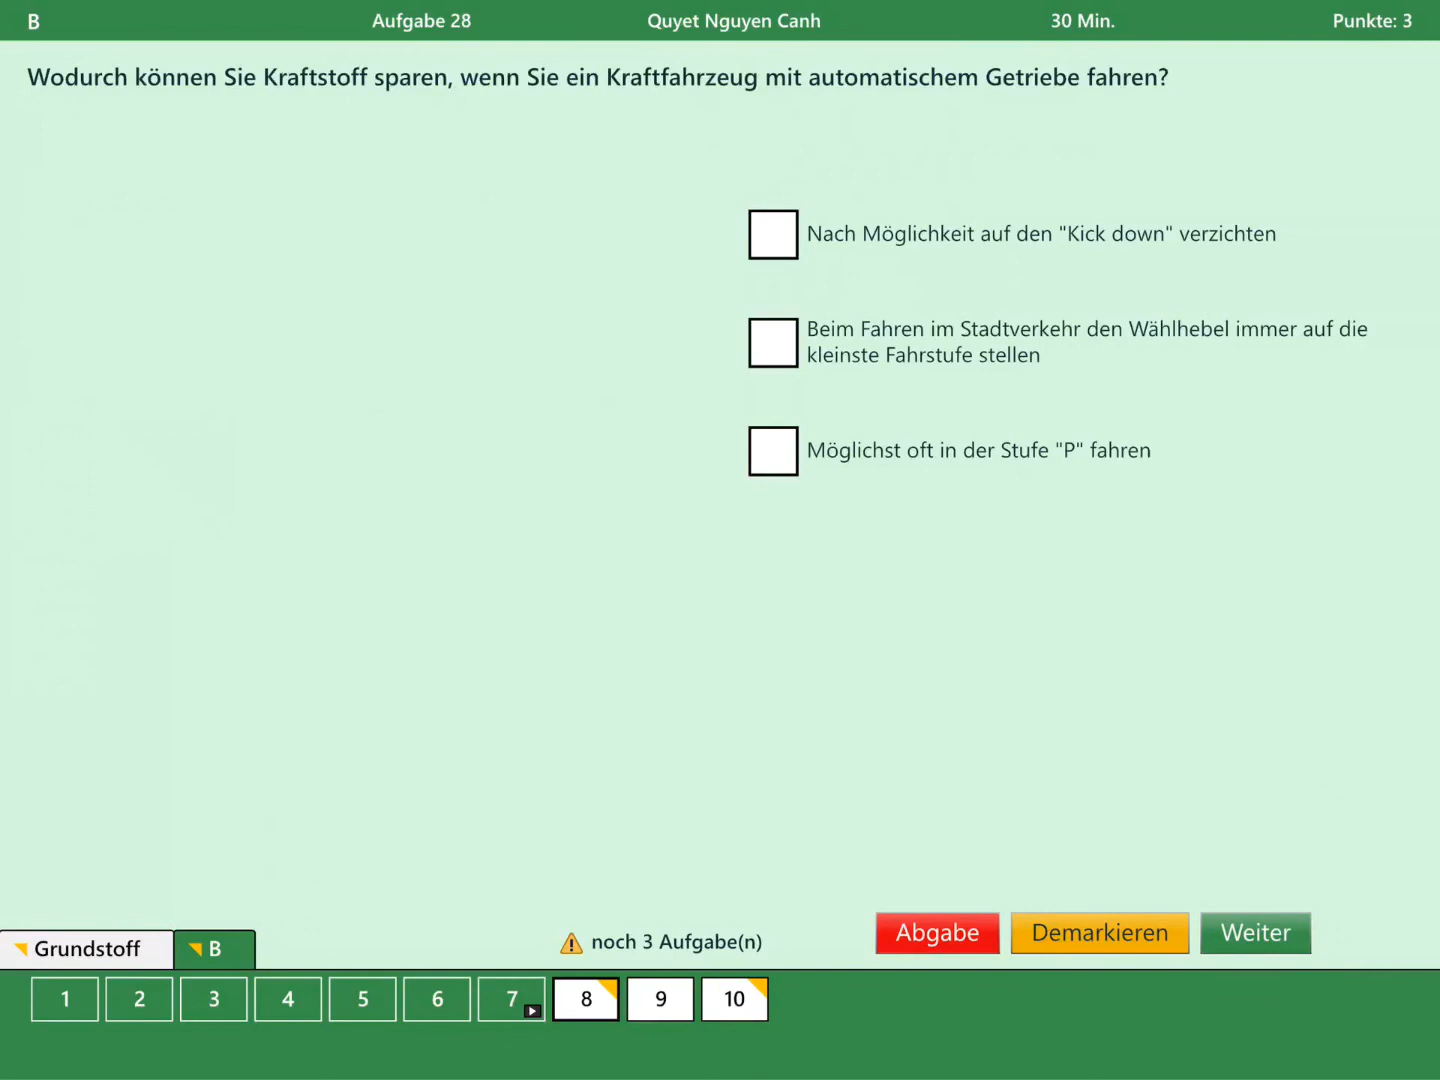 B Aufgabe 28 Quyet Nguyen Canh 30 Min. Punkte: 3
Wodurch können Sie Kraftstoff sparen, wenn Sie ein Kraftfahrzeug mit automatischem Getriebe fahren?
Nach Möglichkeit auf den "Kick down" verzichten
Beim Fahren im Stadtverkehr den Wählhebel immer auf die
kleinste Fahrstufe stellen
Möglichst oft in der Stufe "P" fahren
Grundstoff B noch 3 Aufgabe(n) Abgabe Demarkieren Weiter
1 2 3 4 5 6 7 8 9 10